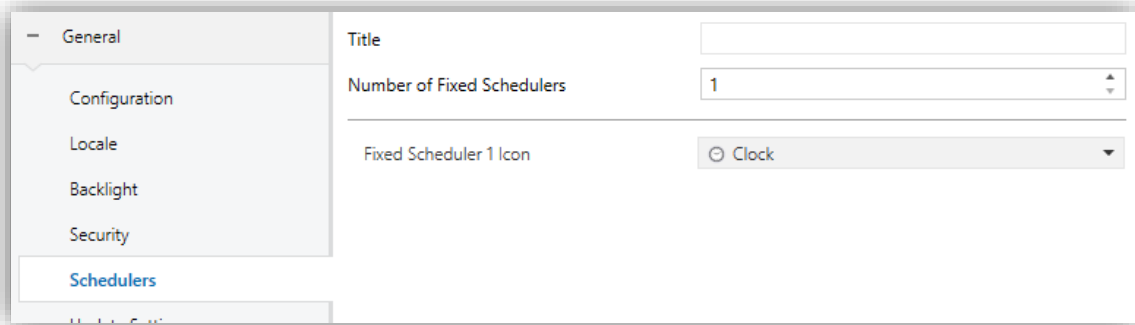 General
Configuration
Locale
Backlight
Security
Schedulers
Title
Number of Fixed Schedulers
1
Fixed Scheduler 1 Icon
Clock